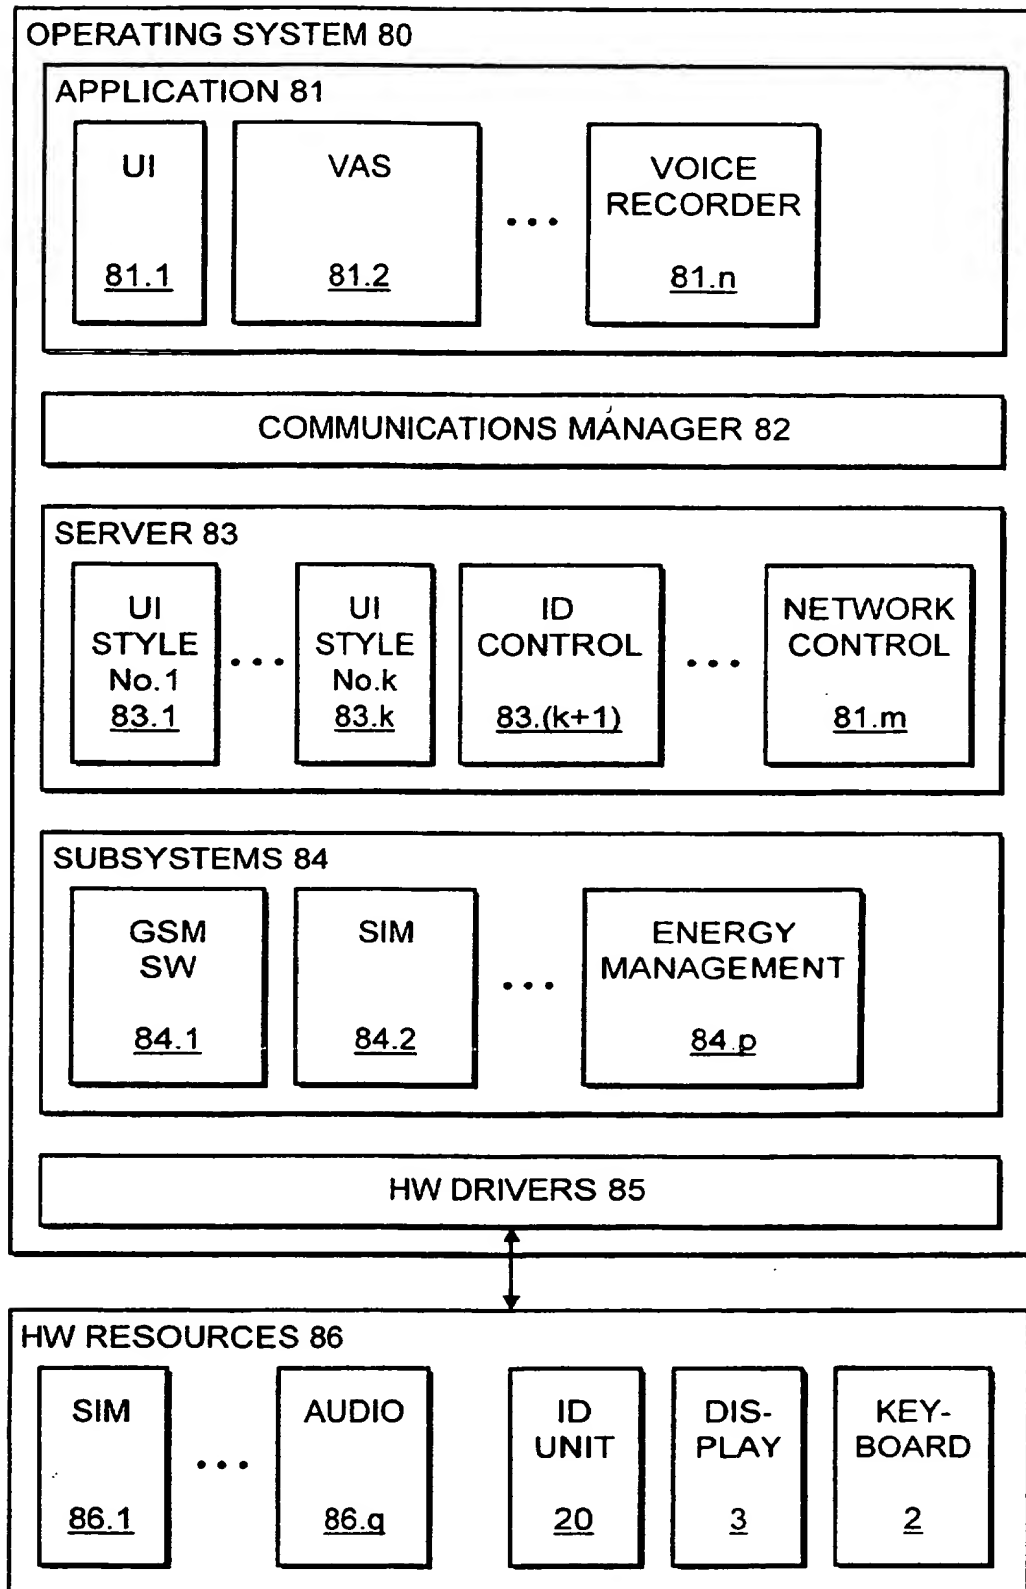 OPERATING SYSTEM 80
APPLICATION 81
UI
81.1
VAS
81.2
...
VOICE
RECORDER
81.n
COMMUNICATIONS MANAGER 82
SERVER 83
UI
STYLE
No.1
83.1
...
UI
STYLE
No.k
83.k
ID
CONTROL
83.(k+1)
...
NETWORK
CONTROL
81.m
SUBSYSTEMS 84
GSM
SW
84.1
SIM
84.2
...
ENERGY
MANAGEMENT
84.p
HW DRIVERS 85
HW RESOURCES 86
SIM
86.1
...
AUDIO
86.q
ID
UNIT
20
DIS-
PLAY
3
KEY-
BOARD
2